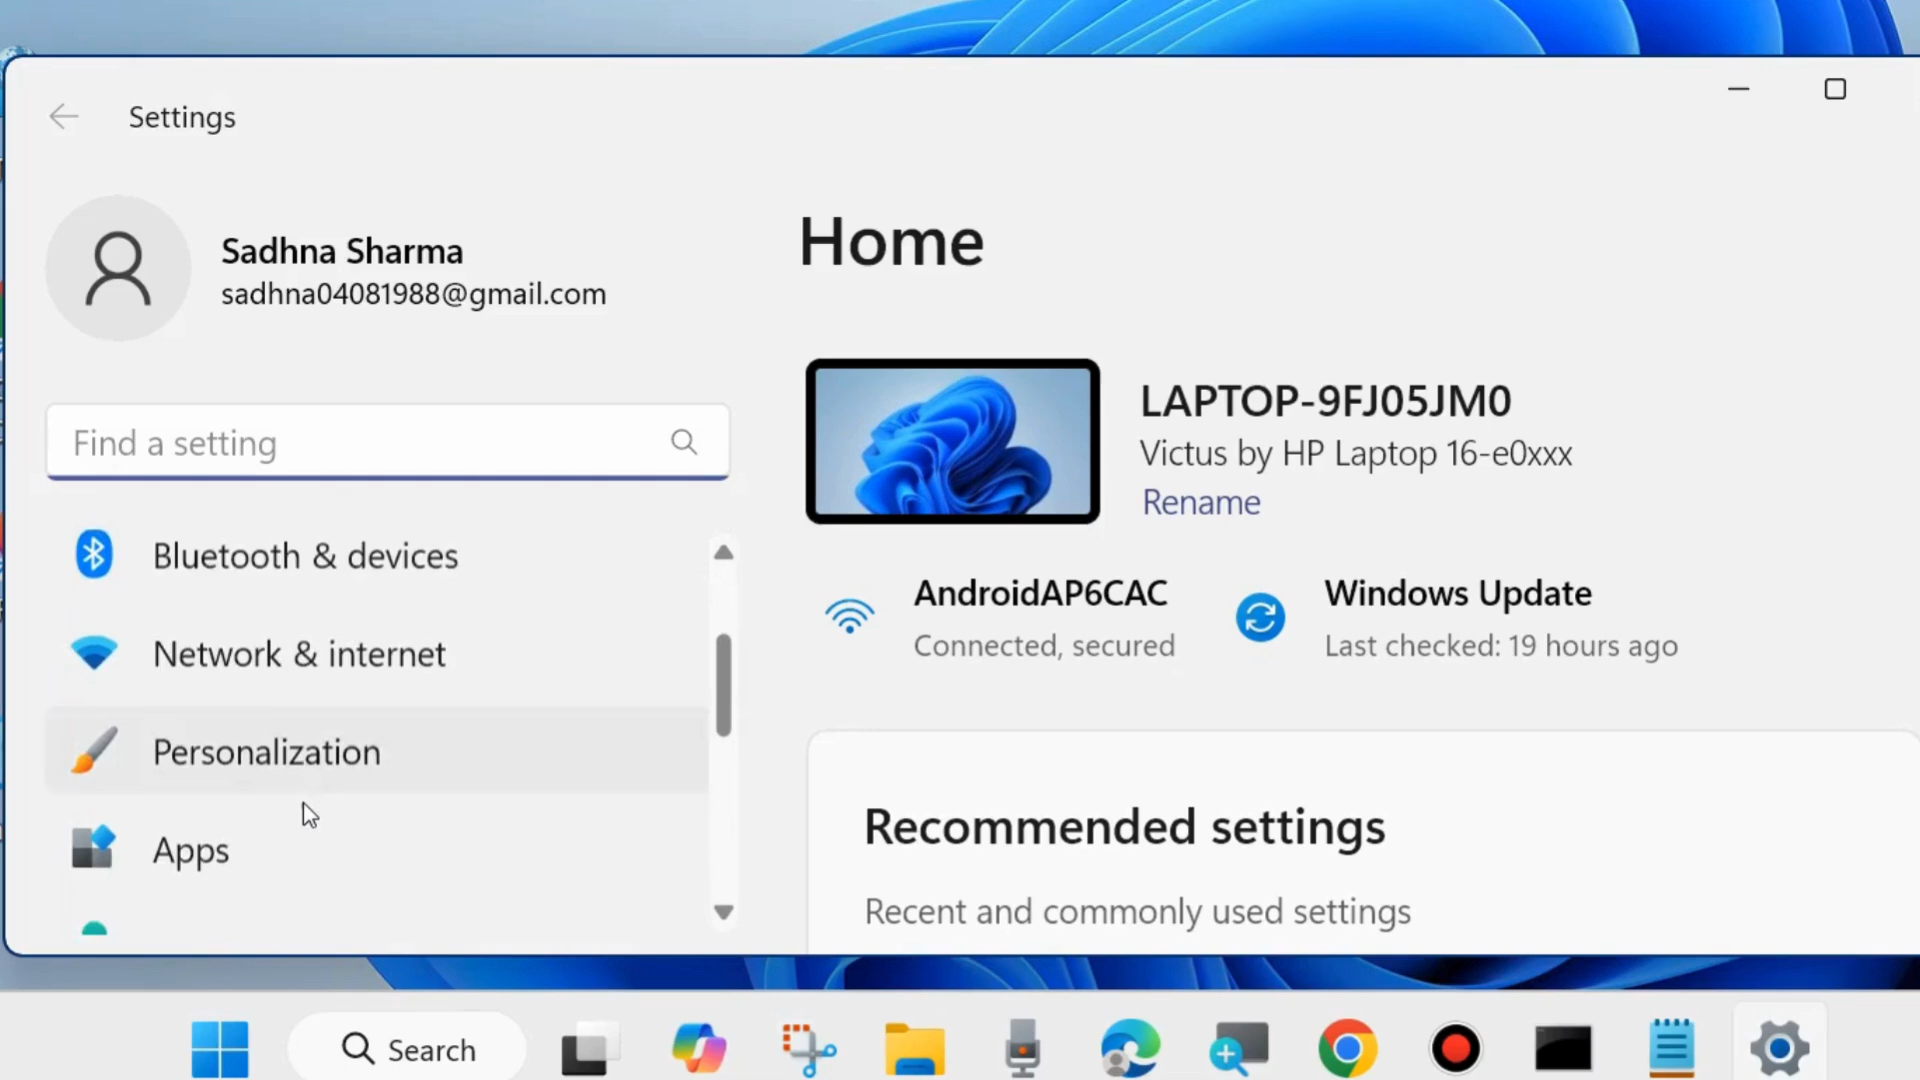 Settings
Sadhna Sharma
sadhna04081988@gmail.com
Find a setting
Bluetooth & devices
Network & internet
Personalization
Apps
Home
LAPTOP-9FJ05JM0
Victus by HP Laptop 16-e0xxx
Rename
AndroidAP6CAC
Connected, secured
Windows Update
Last checked: 19 hours ago
Recommended settings
Recent and commonly used settings
Search